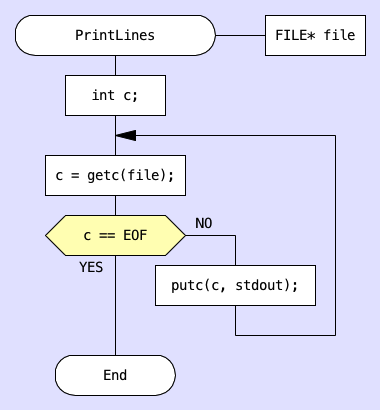 PrintLines
FILE* file
int c;
c = getc(file);
c == EOF
NO
YES
putc(c, stdout);
End